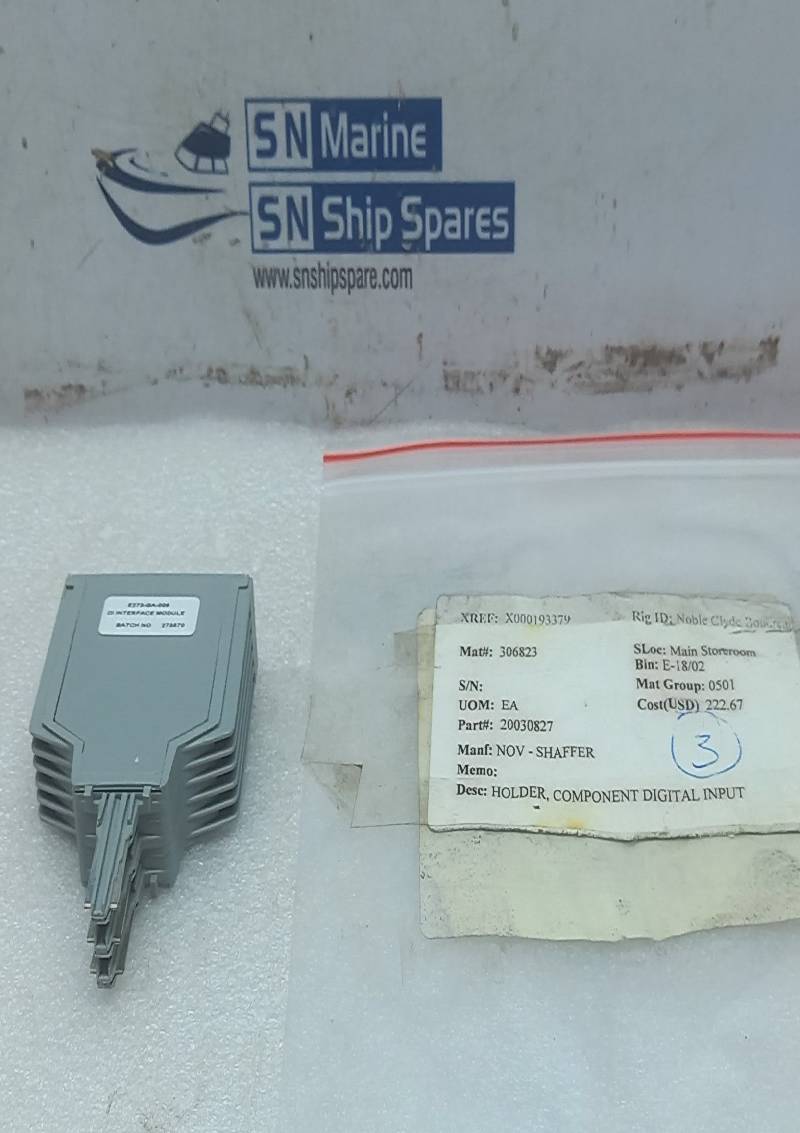 SN Marine
SN Ship Spares
www.snshipspare.com
DI INTERFACE MODULE
BATCH NO
XREF: X000193379 Rig ID: Noble Clyde
Mat#: 306823 SLoc: Main Storeroom
Bin: E-18/02
S/N: Mat Group: 0501
UOM: EA Cost(USD) 222.67
Part#: 20030827
3
Manf: NOV - SHAFFER
Memo:
Desc: HOLDER, COMPONENT DIGITAL INPUT